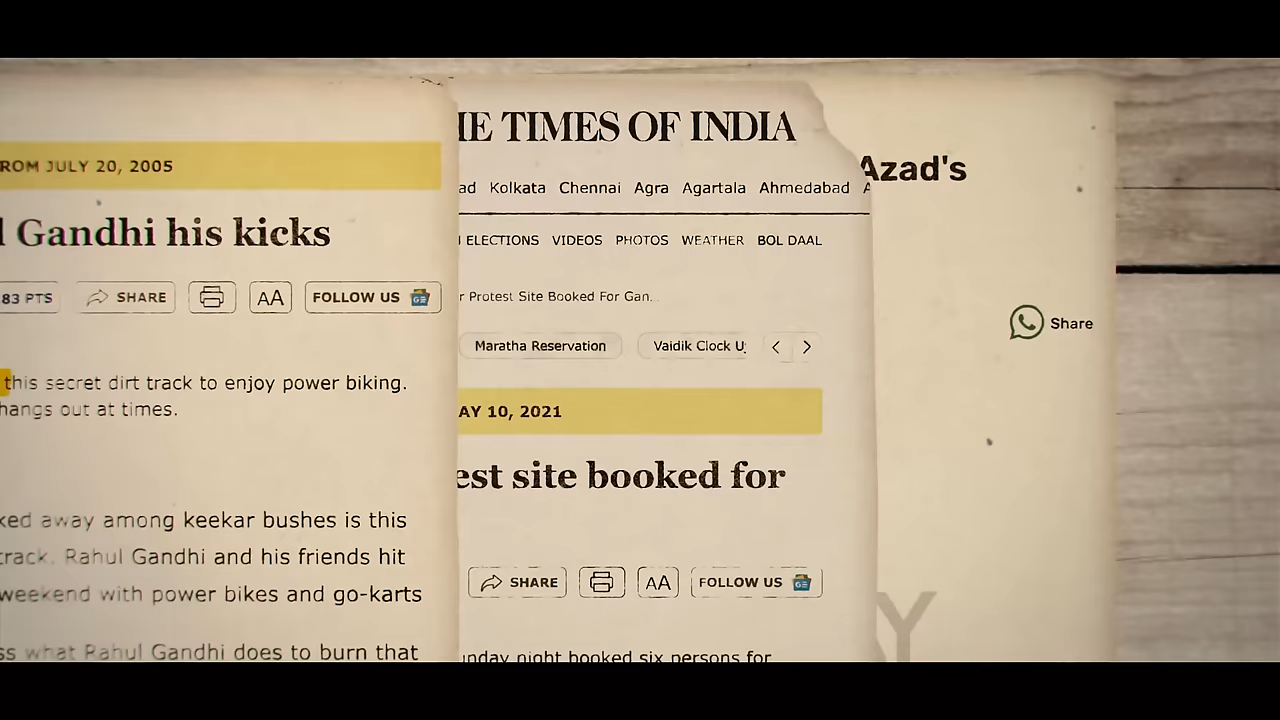 ROM JULY 20, 2005
Gandhi his kicks
83 PTS SHARE AA FOLLOW US GE
this secret dirt track to enjoy power biking.
hangs out at times.
ked away among keekar bushes is this
track. Rahul Gandhi and his friends hit
weekend with power bikes and go-karts
ss what Rahul Gandhi does to burn that
HE TIMES OF INDIA
ad Kolkata Chennai Agra Agartala Ahmedabad A
ELECTIONS VIDEOS PHOTOS WEATHER BOL DAAL
r Protest Site Booked For Gan...
Maratha Reservation Vaidik Clock U
AY 10, 2021
est site booked for
SHARE AA FOLLOW US GE
unday night booked six persons for
Azad's
Share
Y